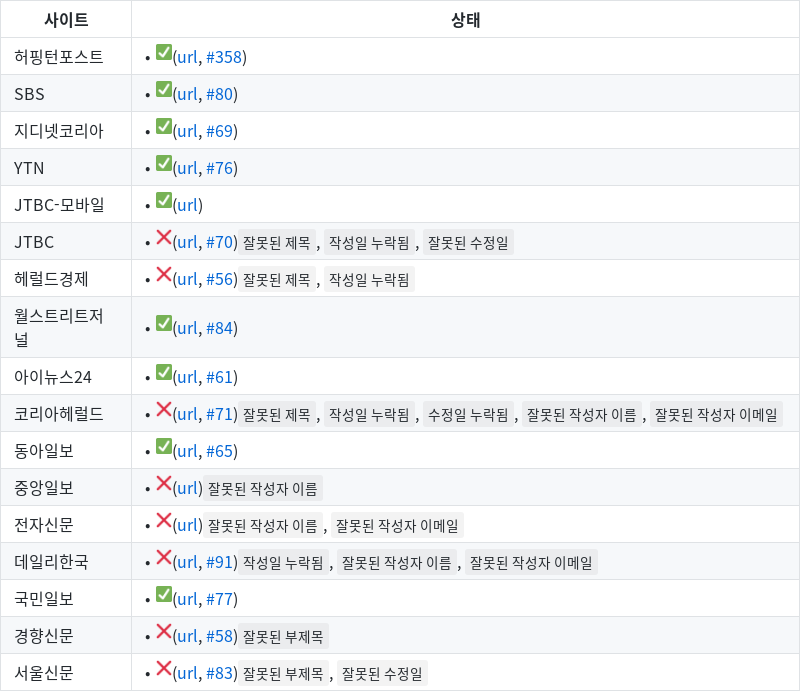 사이트 상태
허핑턴포스트 • ✅(url, #358)
SBS • ✅(url, #80)
지디넷코리아 • ✅(url, #69)
YTN • ✅(url, #76)
JTBC-모바일 • ✅(url)
JTBC • ❌(url, #70) 잘못된 제목 , 작성일 누락됨 , 잘못된 수정일
헤럴드경제 • ❌(url, #56) 잘못된 제목 , 작성일 누락됨
월스트리트저
널 • ✅(url, #84)
아이뉴스24 • ✅(url, #61)
코리아헤럴드 • ❌(url, #71) 잘못된 제목 , 작성일 누락됨 , 수정일 누락됨 , 잘못된 작성자 이름 , 잘못된 작성자 이메일
동아일보 • ✅(url, #65)
중앙일보 • ❌(url) 잘못된 작성자 이름
전자신문 • ❌(url) 잘못된 작성자 이름 , 잘못된 작성자 이메일
데일리한국 • ❌(url, #91) 작성일 누락됨 , 잘못된 작성자 이름 , 잘못된 작성자 이메일
국민일보 • ✅(url, #77)
경향신문 • ❌(url, #58) 잘못된 부제목
서울신문 • ❌(url, #83) 잘못된 부제목 , 잘못된 수정일